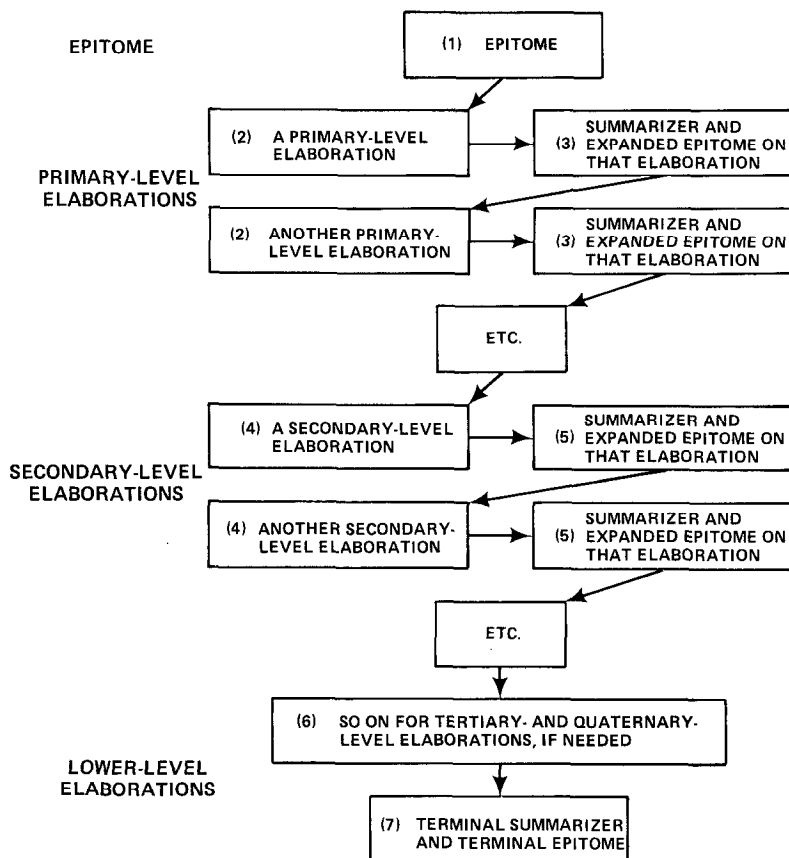 EPITOME
(1) EPITOME
(2) A PRIMARY-LEVEL
ELABORATION
(3) SUMMARIZER AND
EXPANDED EPITOME ON
THAT ELABORATION
PRIMARY-LEVEL
ELABORATIONS
(2) ANOTHER PRIMARY-
LEVEL ELABORATION
(3) SUMMARIZER AND
EXPANDED EPITOME ON
THAT ELABORATION
ETC.
(4) A SECONDARY-LEVEL
ELABORATION
(5) SUMMARIZER AND
EXPANDED EPITOME ON
THAT ELABORATION
SECONDARY-LEVEL
ELABORATIONS
(4) ANOTHER SECONDARY-
LEVEL ELABORATION
(5) SUMMARIZER AND
EXPANDED EPITOME ON
THAT ELABORATION
ETC.
(6) SO ON FOR TERTIARY- AND QUATERNARY-
LEVEL ELABORATIONS, IF NEEDED
LOWER-LEVEL
ELABORATIONS
(7) TERMINAL SUMMARIZER
AND TERMINAL EPITOME